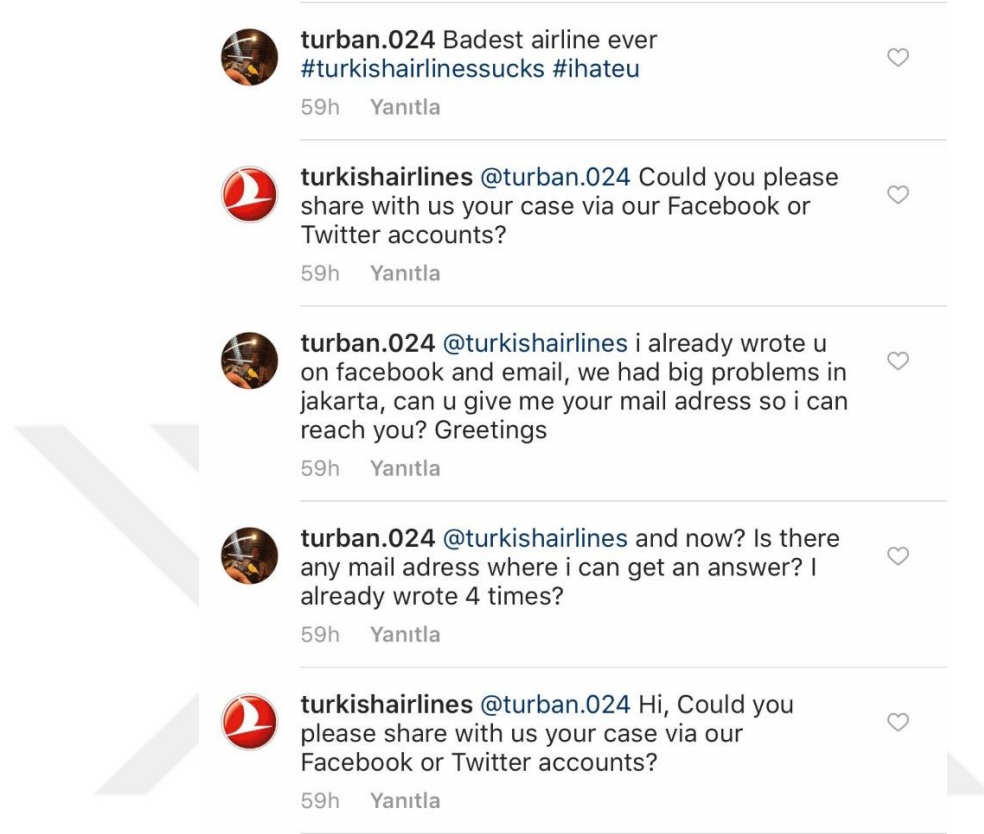 turban.024 Badest airline ever
#turkishairlinessucks #ihateu
59h Yanıtla
turkishairlines @turban.024 Could you please
share with us your case via our Facebook or
Twitter accounts?
59h Yanıtla
turban.024 @turkishairlines i already wrote u
on facebook and email, we had big problems in
jakarta, can u give me your mail adress so i can
reach you? Greetings
59h Yanıtla
turban.024 @turkishairlines and now? Is there
any mail adress where i can get an answer? I
already wrote 4 times?
59h Yanıtla
turkishairlines @turban.024 Hi, Could you
please share with us your case via our
Facebook or Twitter accounts?
59h Yanıtla